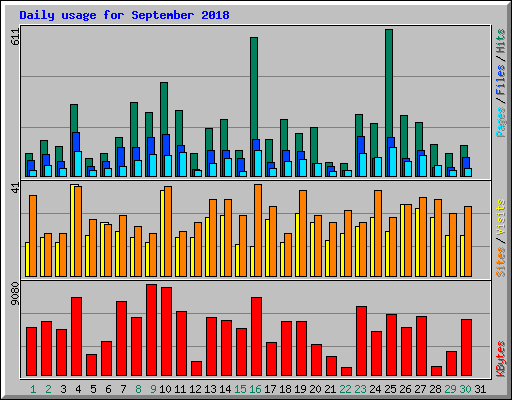 Daily usage for September 2018
611
Pages / Files / Hits
41
Sites / Visits
9080
KBytes
1 2 3 4 5 6 7 8 9 10 11 12 13 14 15 16 17 18 19 20 21 22 23 24 25 26 27 28 29 30 31